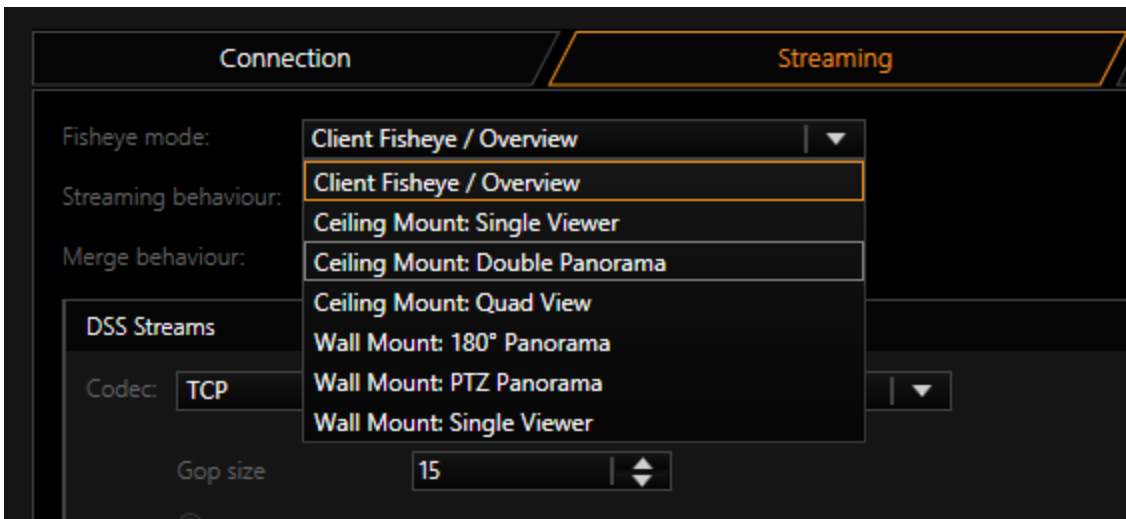 Connection
Streaming
Fisheye mode:
Client Fisheye / Overview
Client Fisheye / Overview
Streaming behaviour:
Ceiling Mount: Single Viewer
Merge behaviour:
Ceiling Mount: Double Panorama
Ceiling Mount: Quad View
DSS Streams
Wall Mount: 180° Panorama
Codec:
TCP
Wall Mount: PTZ Panorama
Wall Mount: Single Viewer
Gop size
15